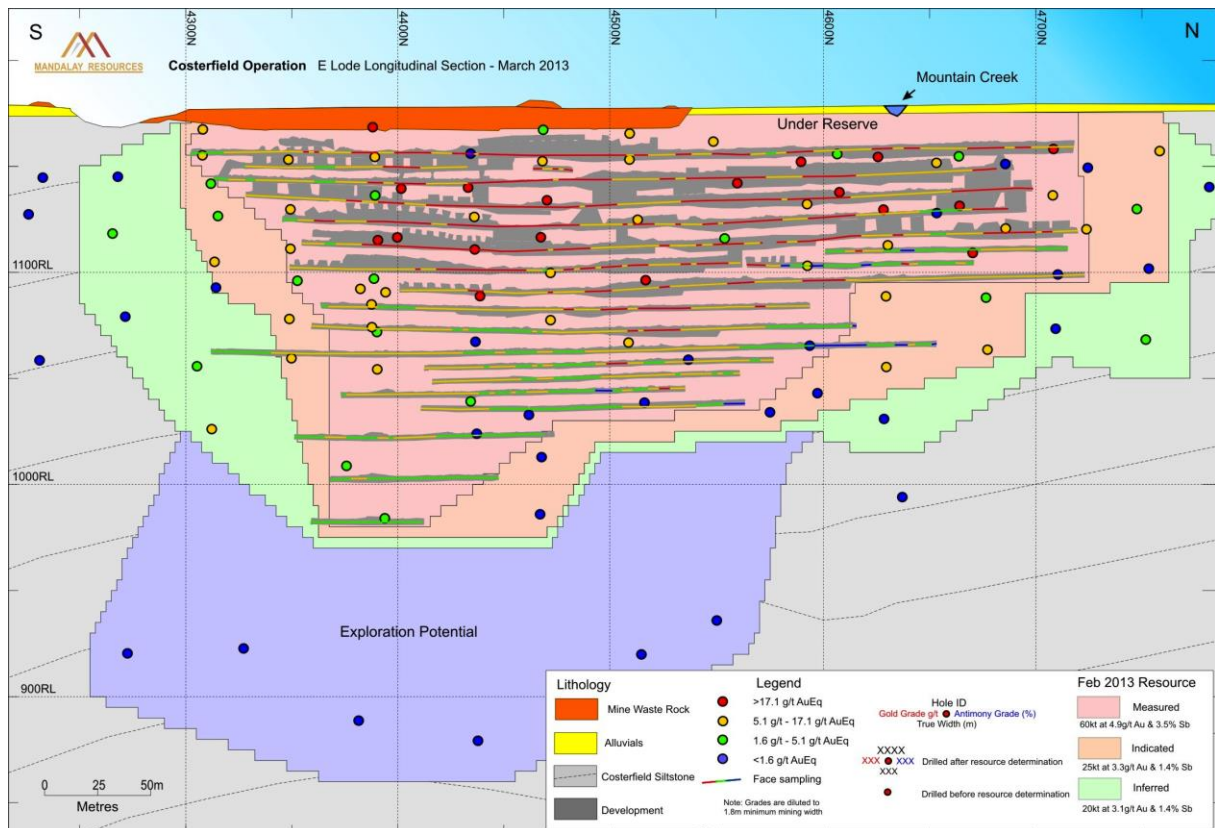 S
N
4300N
4400N
4500N
4600N
4700N
MANDALAY RESOURCES
Costerfield Operation E Lode Longitudinal Section - March 2013
Mountain Creek
Under Reserve
1100RL
1000RL
Exploration Potential
900RL
0 25 50m
Metres
Lithology
Mine Waste Rock
Alluvials
Costerfield Siltstone
Development
Legend
>17.1 g/t AuEq
5.1 g/t - 17.1 g/t AuEq
1.6 g/t - 5.1 g/t AuEq
<1.6 g/t AuEq
Face sampling
Note: Grades are diluted to
1.8m minimum mining width
Hole ID
Gold Grade g/t Antimony Grade (%)
True Width (m)
XXXX
XXX XXX Drilled after resource determination
XXX
Drilled before resource determination
Feb 2013 Resource
Measured
60kt at 4.9g/t Au & 3.5% Sb
Indicated
25kt at 3.3g/t Au & 1.4% Sb
Inferred
20kt at 3.1g/t Au & 1.4% Sb